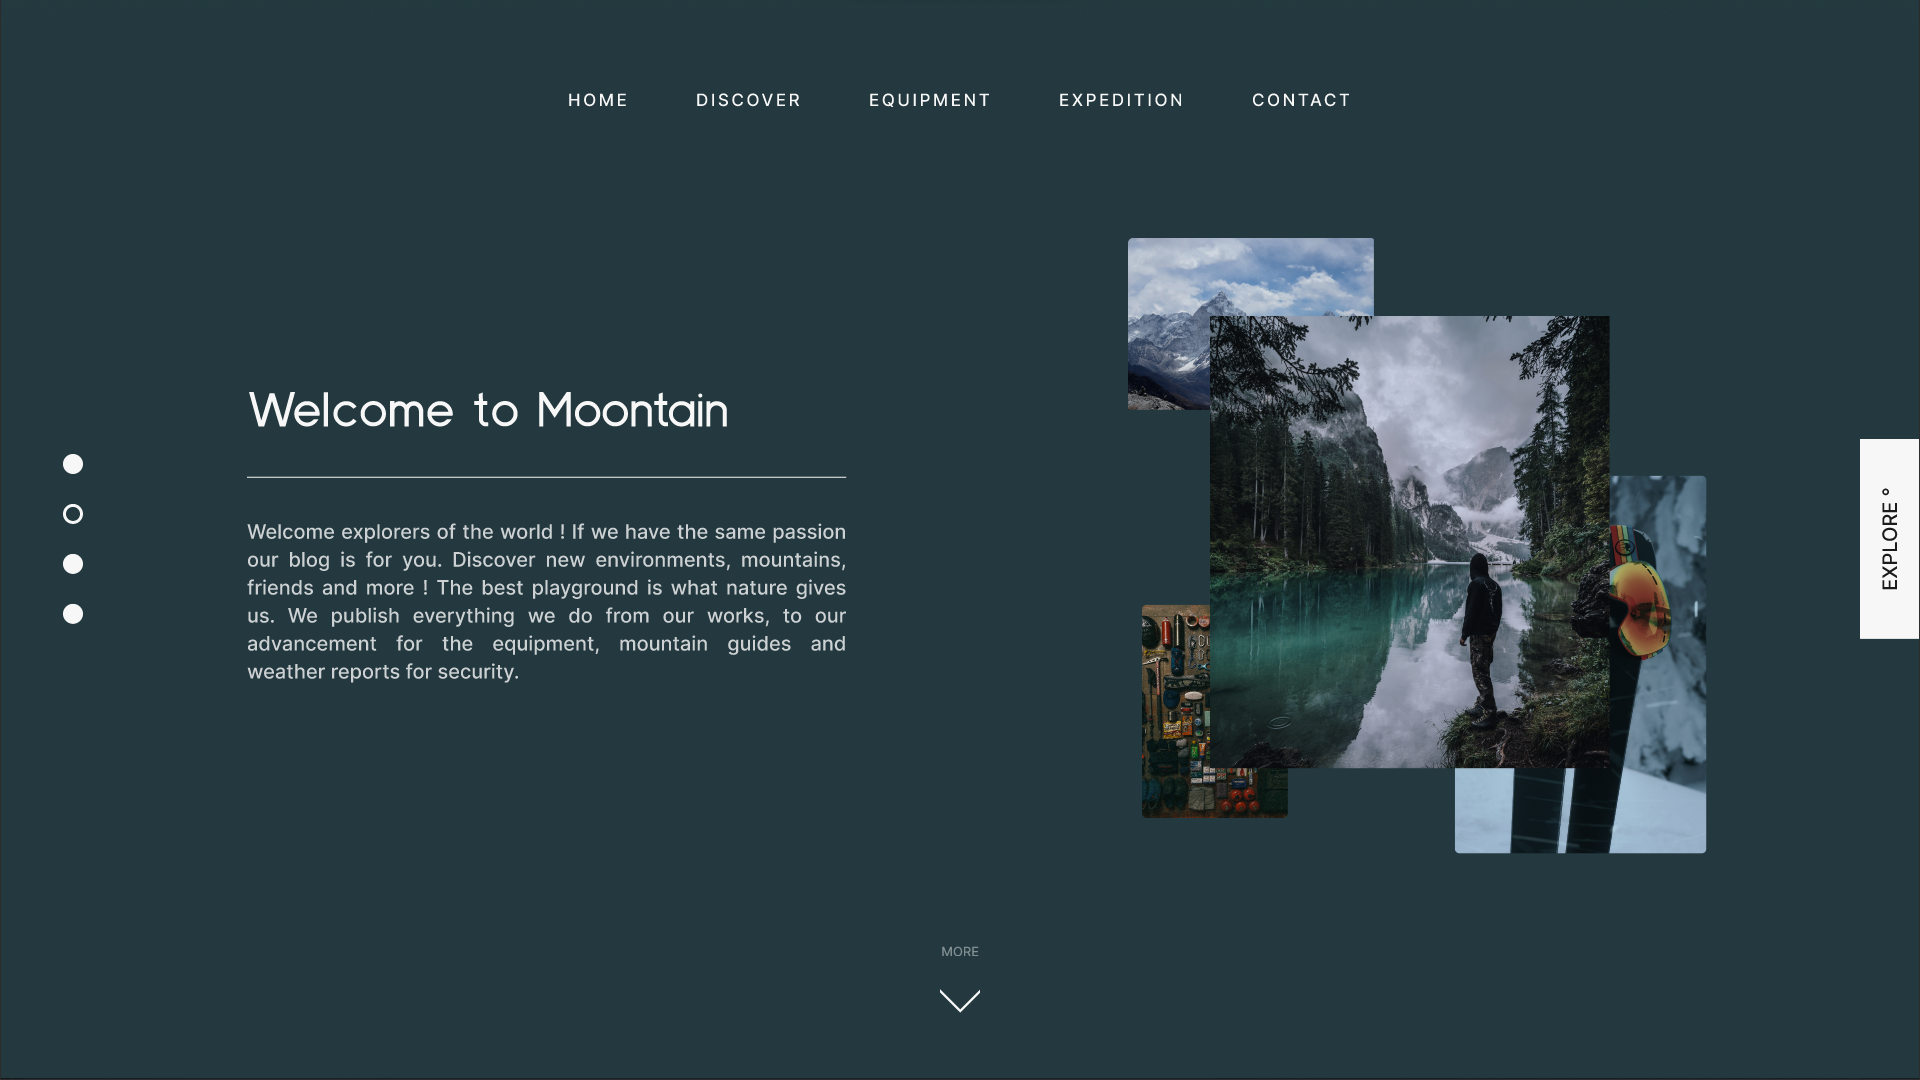 HOME DISCOVER EQUIPMENT EXPEDITION CONTACT
Welcome to Moontain
Welcome explorers of the world ! If we have the same passion
our blog is for you. Discover new environments, mountains,
friends and more ! The best playground is what nature gives
us. We publish everything we do from our works, to our
advancement for the equipment, mountain guides and
weather reports for security.
EXPLORE °
MORE